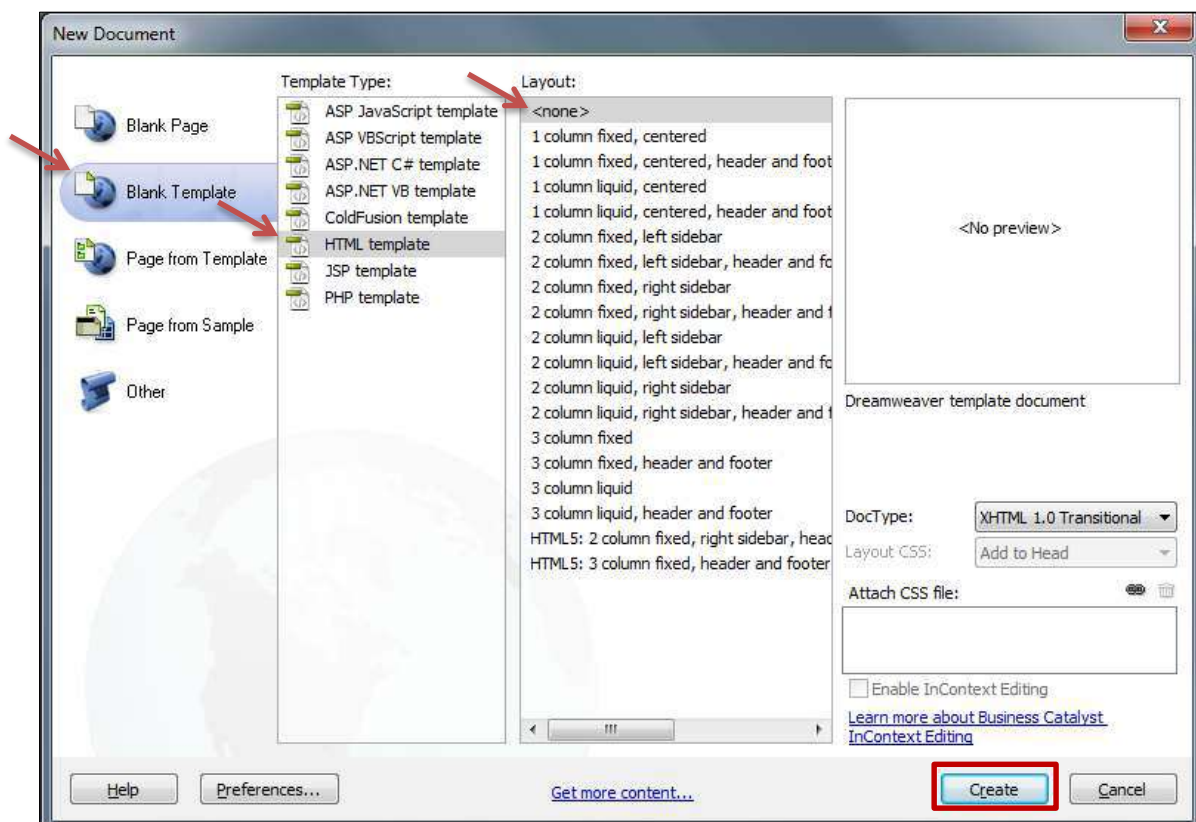 New Document
Blank Page
Blank Template
Page from Template
Page from Sample
Other
Template Type:
ASP JavaScript template
ASP VBScript template
ASP.NET C# template
ASP.NET VB template
ColdFusion template
HTML template
JSP template
PHP template
Layout:
<none>
1 column fixed, centered
1 column fixed, centered, header and foot
1 column liquid, centered
1 column liquid, centered, header and foot
2 column fixed, left sidebar
2 column fixed, left sidebar, header and fo
2 column fixed, right sidebar
2 column fixed, right sidebar, header and f
2 column liquid, left sidebar
2 column liquid, left sidebar, header and fo
2 column liquid, right sidebar
2 column liquid, right sidebar, header and f
3 column fixed
3 column fixed, header and footer
3 column liquid
3 column liquid, header and footer
HTML5: 2 column fixed, right sidebar, head
HTML5: 3 column fixed, header and footer
<No preview>
Dreamweaver template document
DocType: XHTML 1.0 Transitional
Layout CSS: Add to Head
Attach CSS file:
Enable InContext Editing
Learn more about Business Catalyst
InContext Editing
Help Preferences... Get more content... Create Cancel